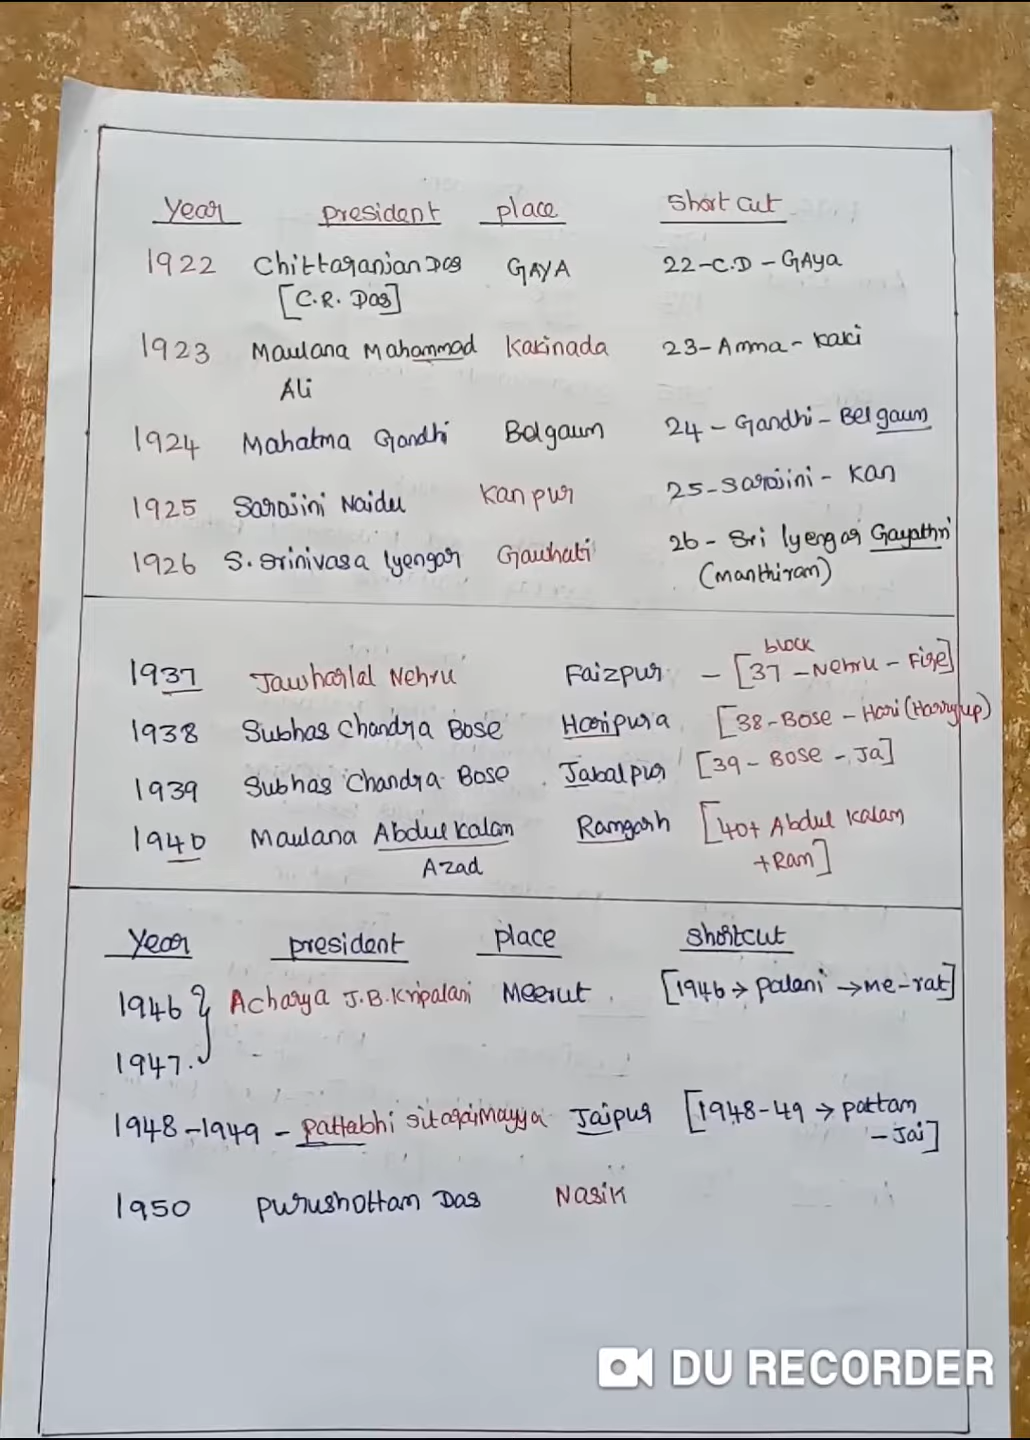 Year president place Short cut
1922 Chittaranjan Das GAYA 22-C.D - GAya
[C.R. Das]
1923 Maulana Mahammad Kakinada 23-Amma - Kaki
Ali
1924 Mahatma Gandhi Belgaum 24 - Gandhi - Belgaum
1925 Sarojini Naidu Kanpur 25-Sarojini - Kan
1926 S. Srinivasa Iyengar Gauhati 26 - Sri Iyengar Gayathri
(Manthiram)
block
1937 Jawharlal Nehru Faizpur - [37 - Nehru - Fire]
1938 Subhas Chandra Bose Haripura [38-Bose - Hari (Harry up)
1939 Subhas Chandra Bose Jabalpur [39 - Bose - Ja]
1940 Maulana Abdul Kalam Ramgarh [40+ Abdul Kalam
Azad +Ram]
Year president place shortcut
1946 } Acharya J.B. Kripalani Meerut [1946 → Palani → Me-rat]
1947.
1948-1949 - Pattabhi Sitaraimayya Jaipur [1948-49 → pattam
- Jai]
1950 Purushottam Das Nasik
DU RECORDER